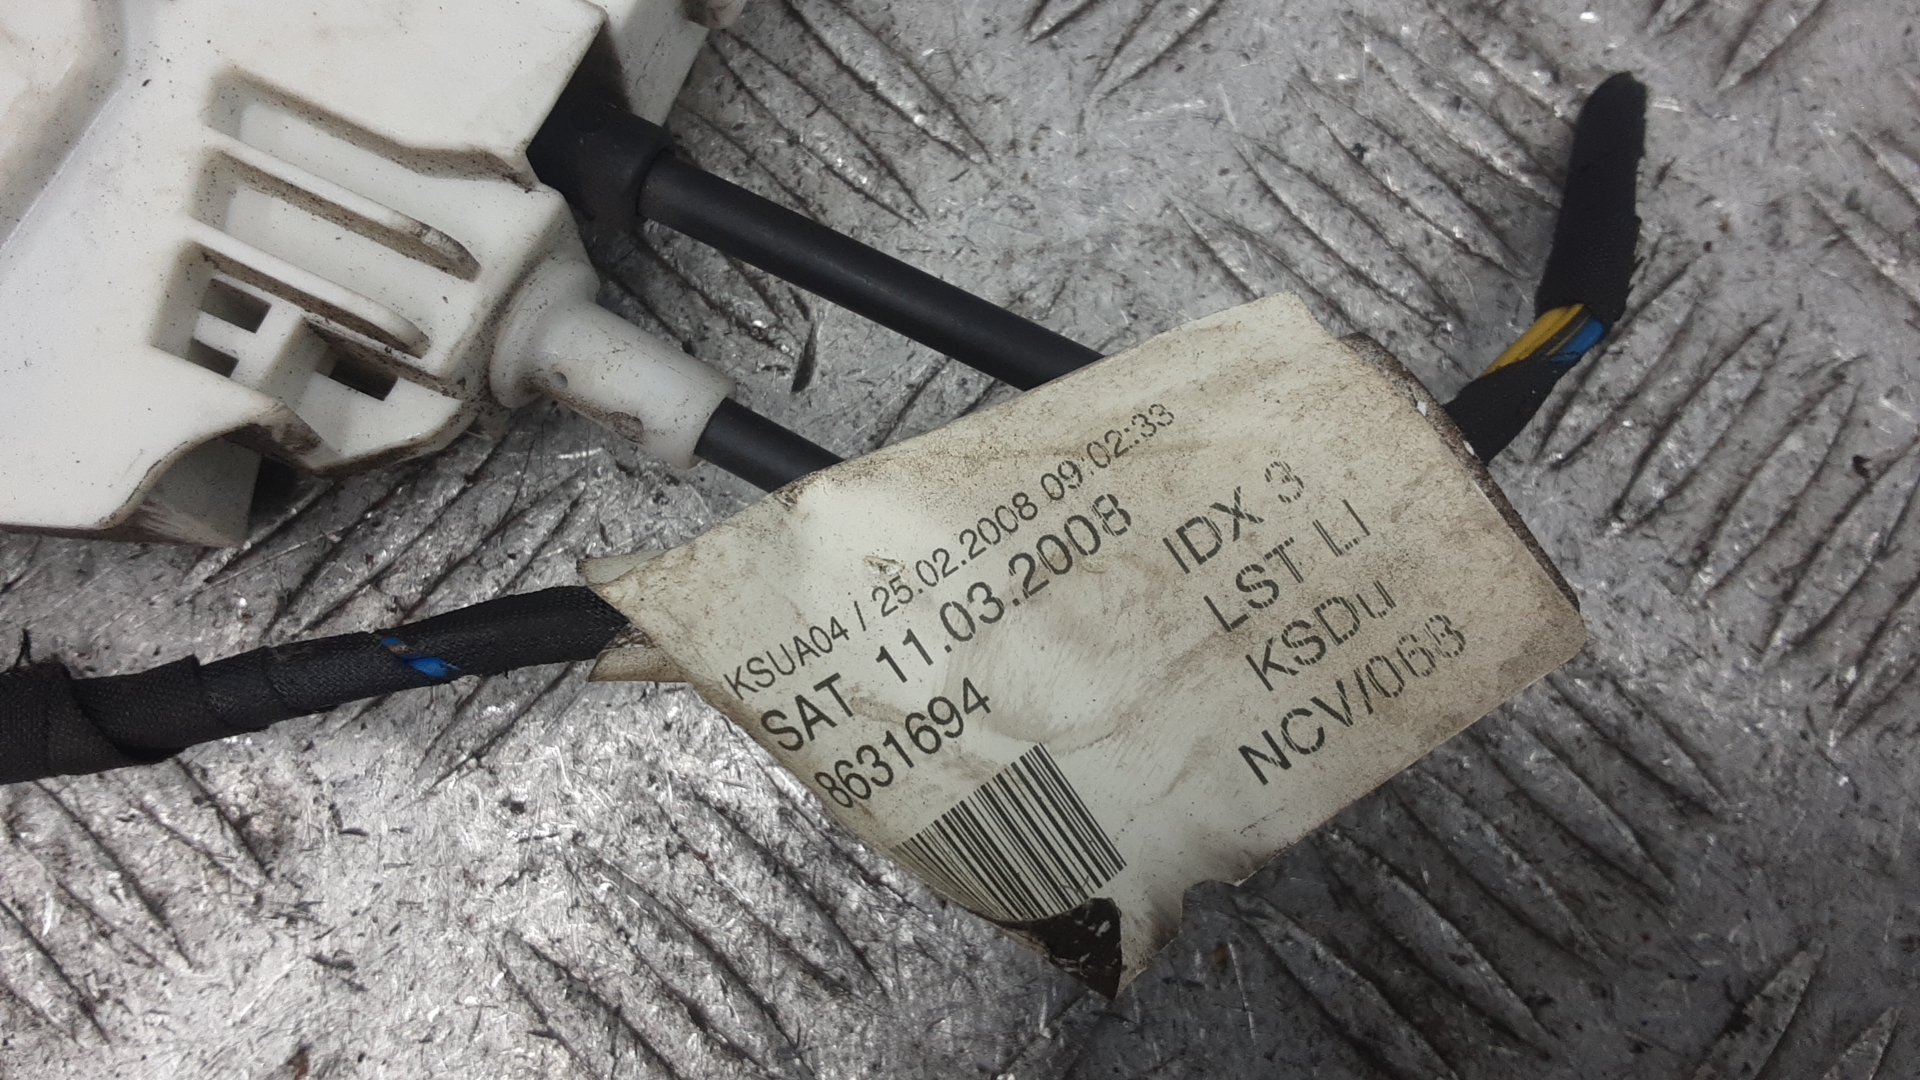 KSUA04 / 25.02.2008 09:02:33
SAT 11.03.2008
8631694
IDX 3
LST LI
KSDu
NCV/068